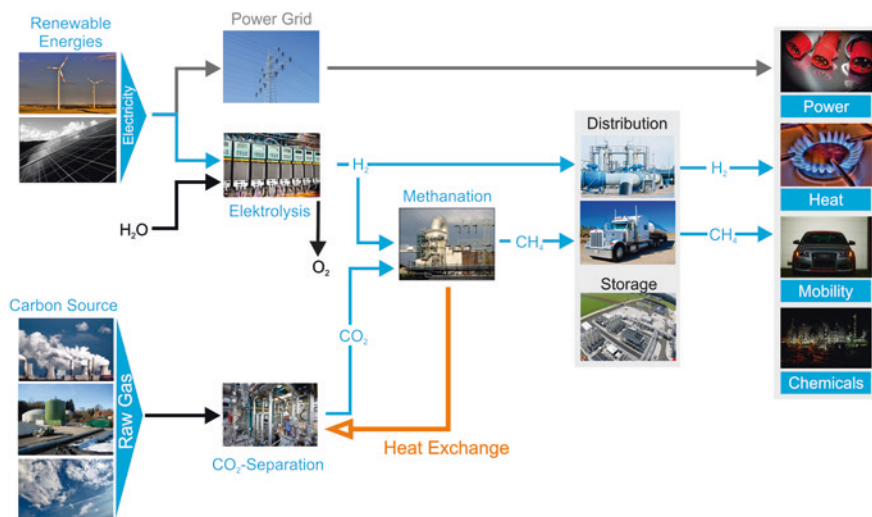 Renewable
Energies
Power Grid
Electricity
Power
Distribution
H₂
H₂
Methanation
Elektrolysis
Heat
H₂O
CH₄
CH₄
O₂
Storage
Mobility
Carbon Source
CO₂
Raw Gas
Chemicals
Heat Exchange
CO₂-Separation